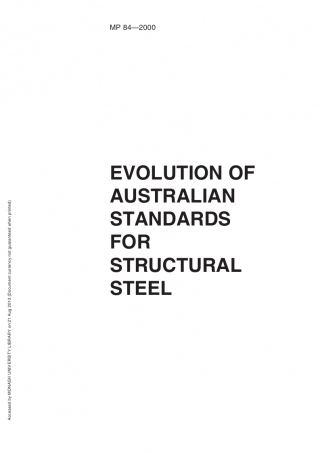 MP 84—2000
EVOLUTION OF
AUSTRALIAN
STANDARDS
FOR
STRUCTURAL
STEEL
Accessed by MONASH UNIVERSITY LIBRARY on 21 Aug 2013 (Document currency not guaranteed when printed)